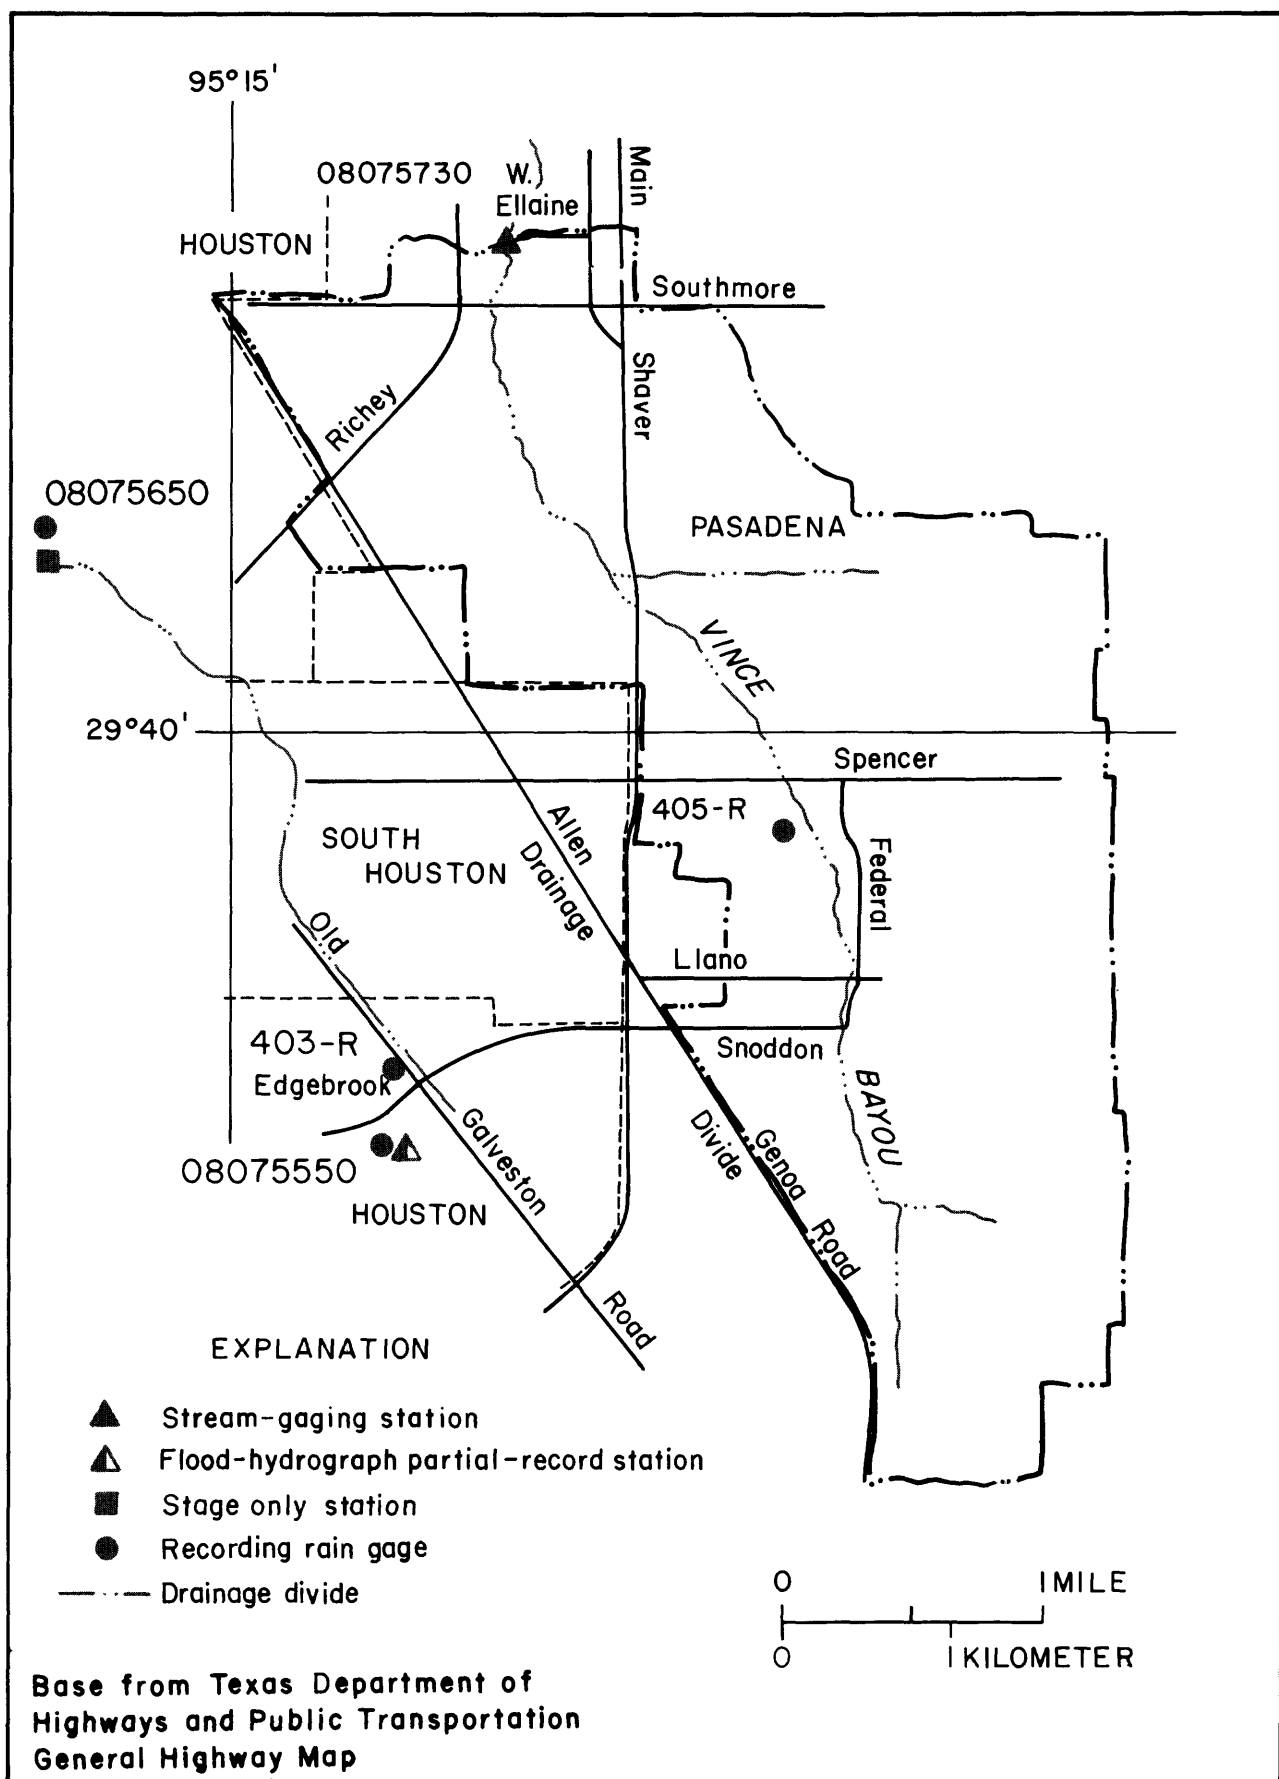 95°15'
08075730
W.
Ellaine
Main
HOUSTON
Southmore
Shaver
Richey
08075650
PASADENA
VINCE
29°40'
Spencer
405-R
Allen
Drainage
SOUTH
HOUSTON
Federal
Old
Llano
403-R
Snoddon
Edgebrook
BAYOU
Galveston
Divide
Genoa
08075550
HOUSTON
Road
Road
EXPLANATION
Stream-gaging station
Flood-hydrograph partial-record station
Stage only station
Recording rain gage
Drainage divide
0 1 MILE
0 1 KILOMETER
Base from Texas Department of
Highways and Public Transportation
General Highway Map